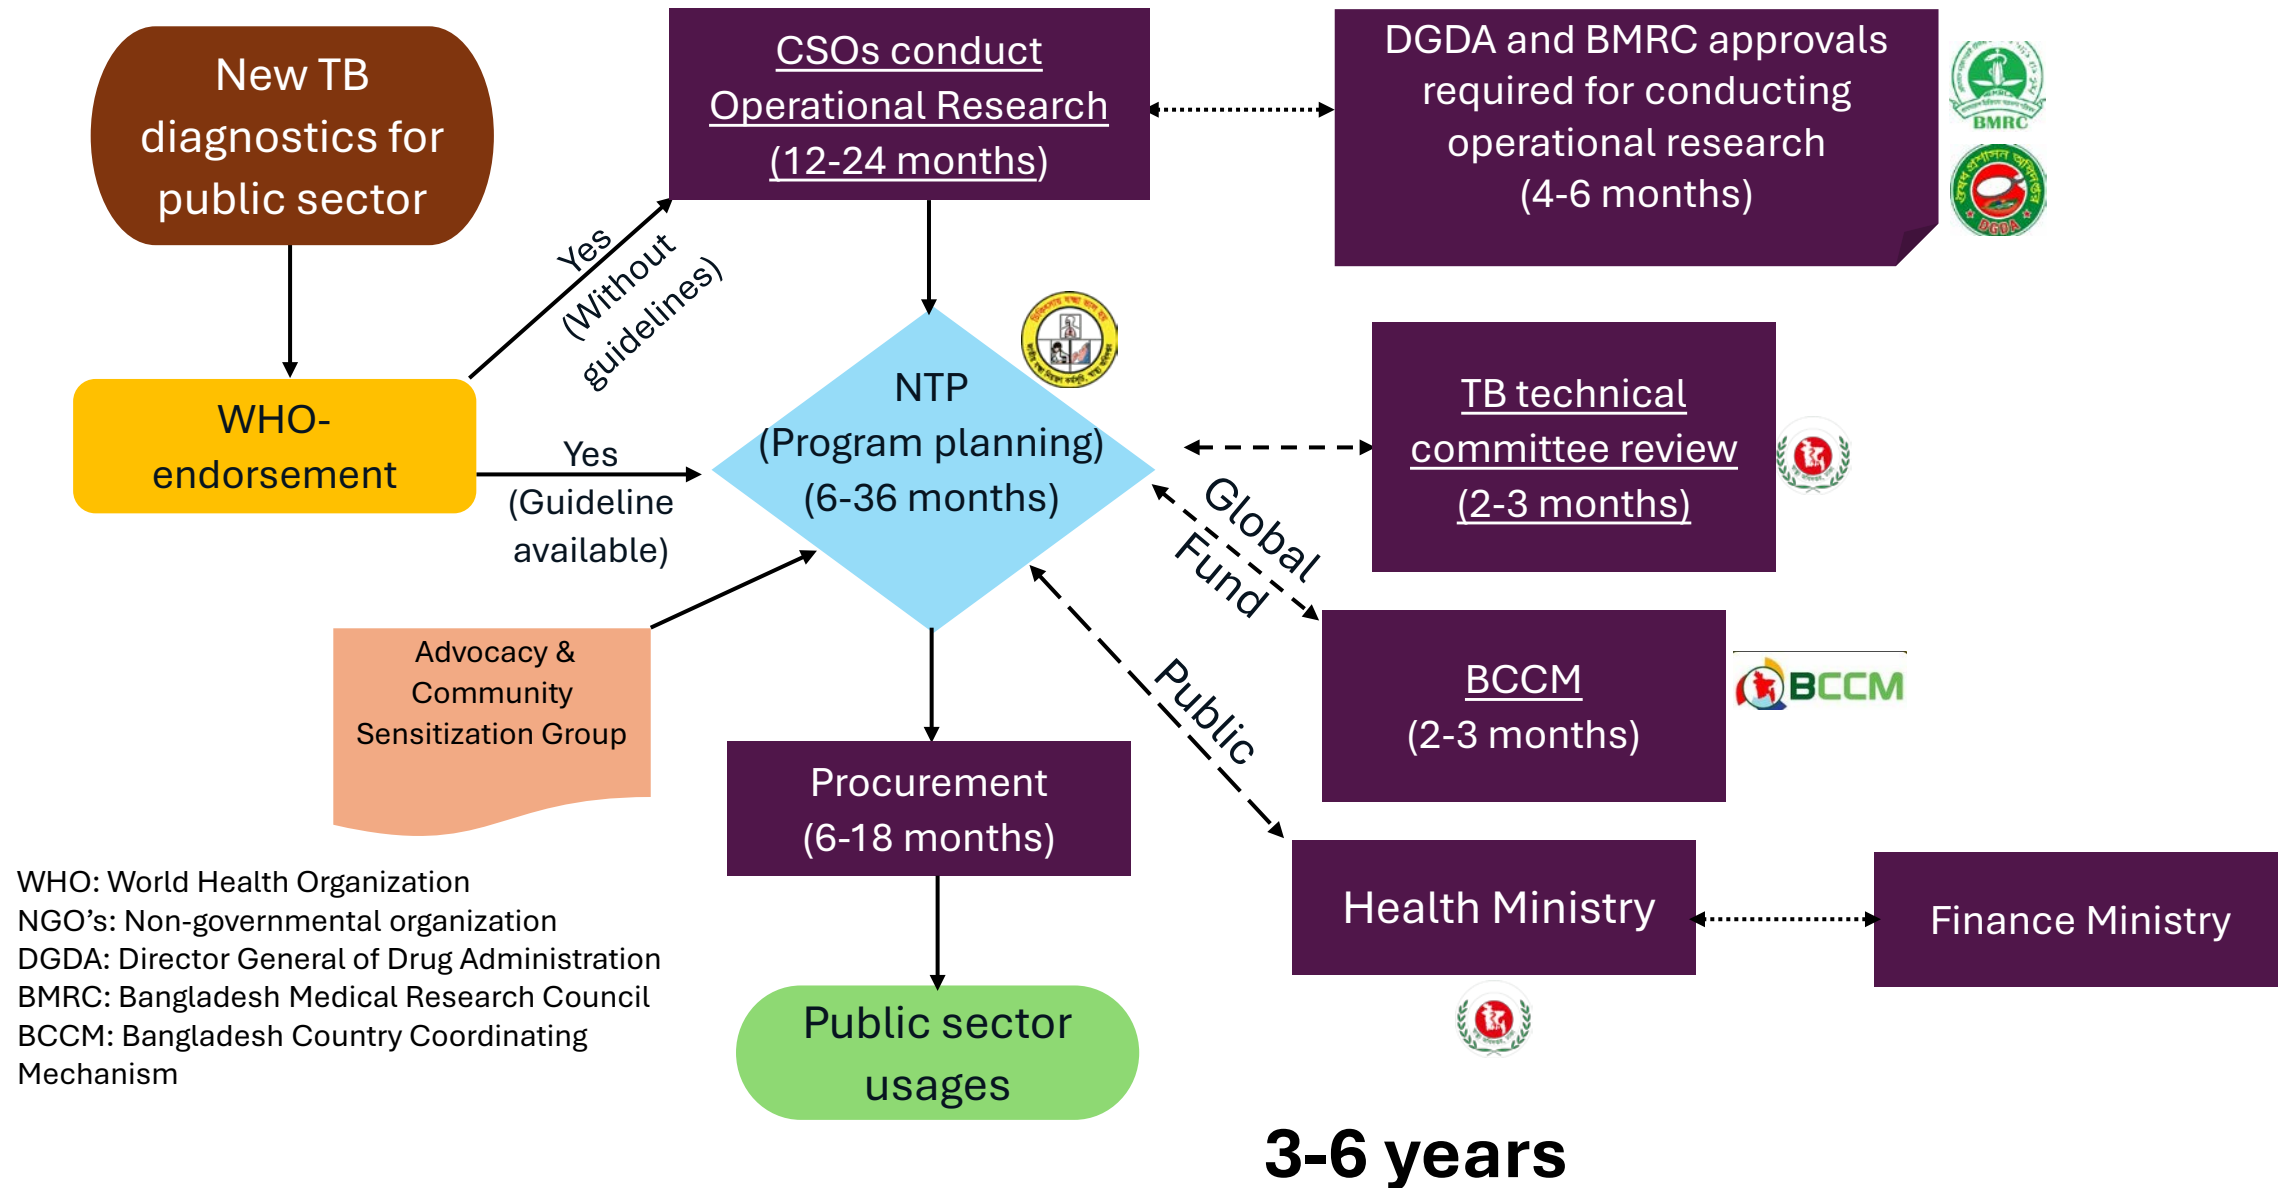 New TB
diagnostics for
public sector
CSOs conduct
Operational Research
(12-24 months)
DGDA and BMRC approvals
required for conducting
operational research
(4-6 months)
BMRC
DGDA
Yes
(Without
guidelines)
WHO-
endorsement
Yes
(Guideline
available)
NTP
(Program planning)
(6-36 months)
TB technical
committee review
(2-3 months)
Global
Fund
BCCM
(2-3 months)
BCCM
Public
Advocacy &
Community
Sensitization Group
Procurement
(6-18 months)
Health Ministry
Finance Ministry
Public sector
usages
WHO: World Health Organization
NGO’s: Non-governmental organization
DGDA: Director General of Drug Administration
BMRC: Bangladesh Medical Research Council
BCCM: Bangladesh Country Coordinating
Mechanism
3-6 years